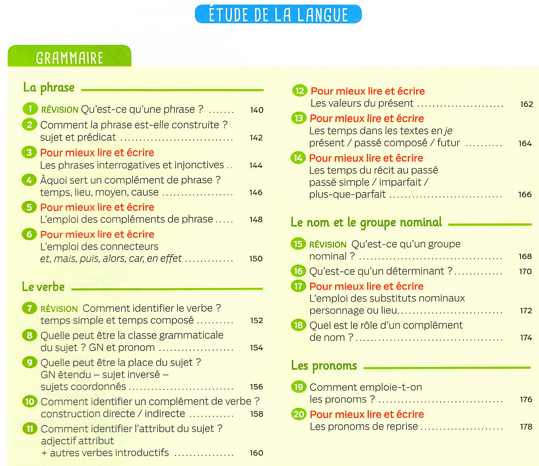 ÉTUDE DE LA LANGUE
GRAMMAIRE
La phrase
1 RÉVISION Qu'est-ce qu'une phrase ? ....... 140
2 Comment la phrase est-elle construite ?
sujet et prédicat ............................. 142
3 Pour mieux lire et écrire
Les phrases interrogatives et injonctives .. 144
4 Àquoi sert un complément de phrase ?
temps, lieu, moyen, cause .................. 146
5 Pour mieux lire et écrire
L'emploi des compléments de phrase ..... 148
6 Pour mieux lire et écrire
L'emploi des connecteurs
et, mais, puis, alors, car, en effet ............ 150
Le verbe
7 RÉVISION Comment identifier le verbe ?
temps simple et temps composé .......... 152
8 Quelle peut être la classe grammaticale
du sujet ? GN et pronom .................... 154
9 Quelle peut être la place du sujet ?
GN étendu – sujet inversé –
sujets coordonnés ........................... 156
10 Comment identifier un complément de verbe ?
construction directe / indirecte ............ 158
11 Comment identifier l'attribut du sujet ?
adjectif attribut
+ autres verbes introductifs ................ 160
12 Pour mieux lire et écrire
Les valeurs du présent ...................... 162
13 Pour mieux lire et écrire
Les temps dans les textes en je
présent / passé composé / futur .......... 164
14 Pour mieux lire et écrire
Les temps du récit au passé
passé simple / imparfait /
plus-que-parfait ............................. 166
Le nom et le groupe nominal
15 RÉVISION Qu'est-ce qu'un groupe
nominal ? .................................... 168
16 Qu'est-ce qu'un déterminant ? ............. 170
17 Pour mieux lire et écrire
L'emploi des substituts nominaux
personnage ou lieu........................... 172
18 Quel est le rôle d'un complément
de nom ? ..................................... 174
Les pronoms
19 Comment emploie-t-on
les pronoms ? ................................ 176
20 Pour mieux lire et écrire
Les pronoms de reprise ..................... 178